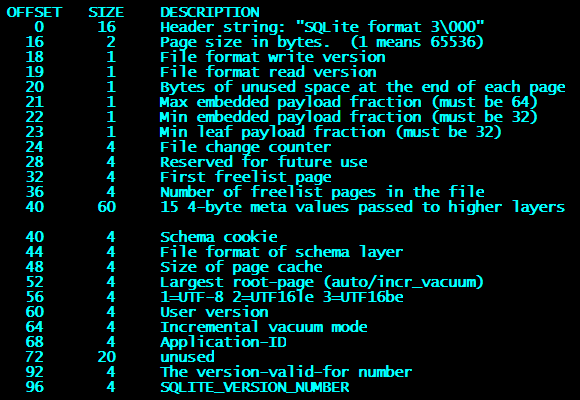 OFFSET SIZE DESCRIPTION
0 16 Header string: "SQLite format 3\000"
16 2 Page size in bytes. (1 means 65536)
18 1 File format write version
19 1 File format read version
20 1 Bytes of unused space at the end of each page
21 1 Max embedded payload fraction (must be 64)
22 1 Min embedded payload fraction (must be 32)
23 1 Min leaf payload fraction (must be 32)
24 4 File change counter
28 4 Reserved for future use
32 4 First freelist page
36 4 Number of freelist pages in the file
40 60 15 4-byte meta values passed to higher layers
40 4 Schema cookie
44 4 File format of schema layer
48 4 Size of page cache
52 4 Largest root-page (auto/incr_vacuum)
56 4 1=UTF-8 2=UTF16le 3=UTF16be
60 4 User version
64 4 Incremental vacuum mode
68 4 Application-ID
72 20 unused
92 4 The version-valid-for number
96 4 SQLITE_VERSION_NUMBER